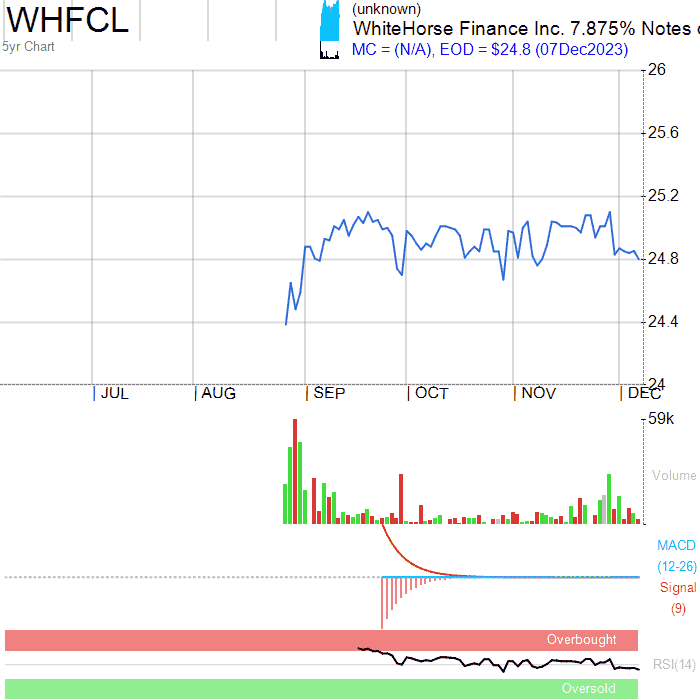 WHFCL
5yr Chart
(unknown)
WhiteHorse Finance Inc. 7.875% Notes
MC = (N/A), EOD = $24.8 (07Dec2023)
26
25.6
25.2
24.8
24.4
24
JUL AUG SEP OCT NOV DEC
59k
Volume
MACD
(12-26)
Signal
(9)
Overbought
RSI(14)
Oversold